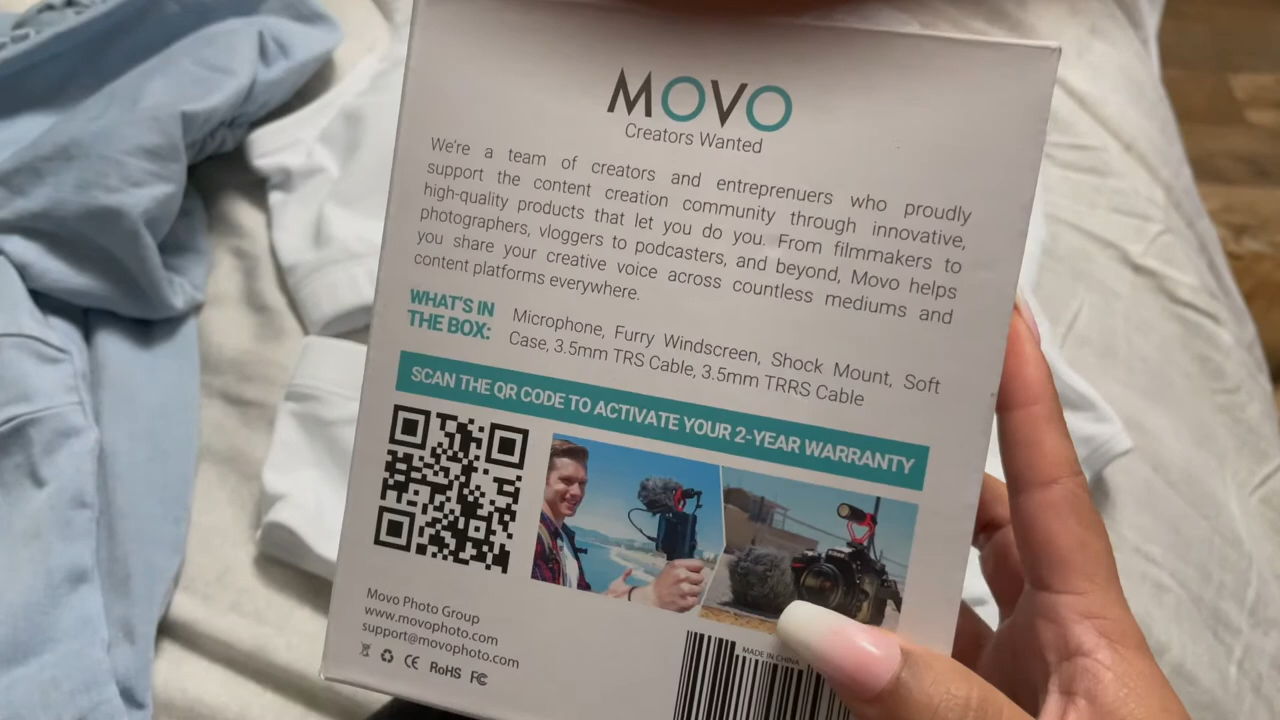 MOVO
Creators Wanted
We're a team of creators and entreprenuers who proudly
support the content creation community through innovative,
high-quality products that let you do you. From filmmakers to
photographers, vloggers to podcasters, and beyond, Movo helps
you share your creative voice across countless mediums and
content platforms everywhere.
WHAT'S IN
THE BOX:
Microphone, Furry Windscreen, Shock Mount, Soft
Case, 3.5mm TRS Cable, 3.5mm TRRS Cable
SCAN THE QR CODE TO ACTIVATE YOUR 2-YEAR WARRANTY
Movo Photo Group
www.movophoto.com
support@movophoto.com
CE RoHS FC
MADE IN CHINA